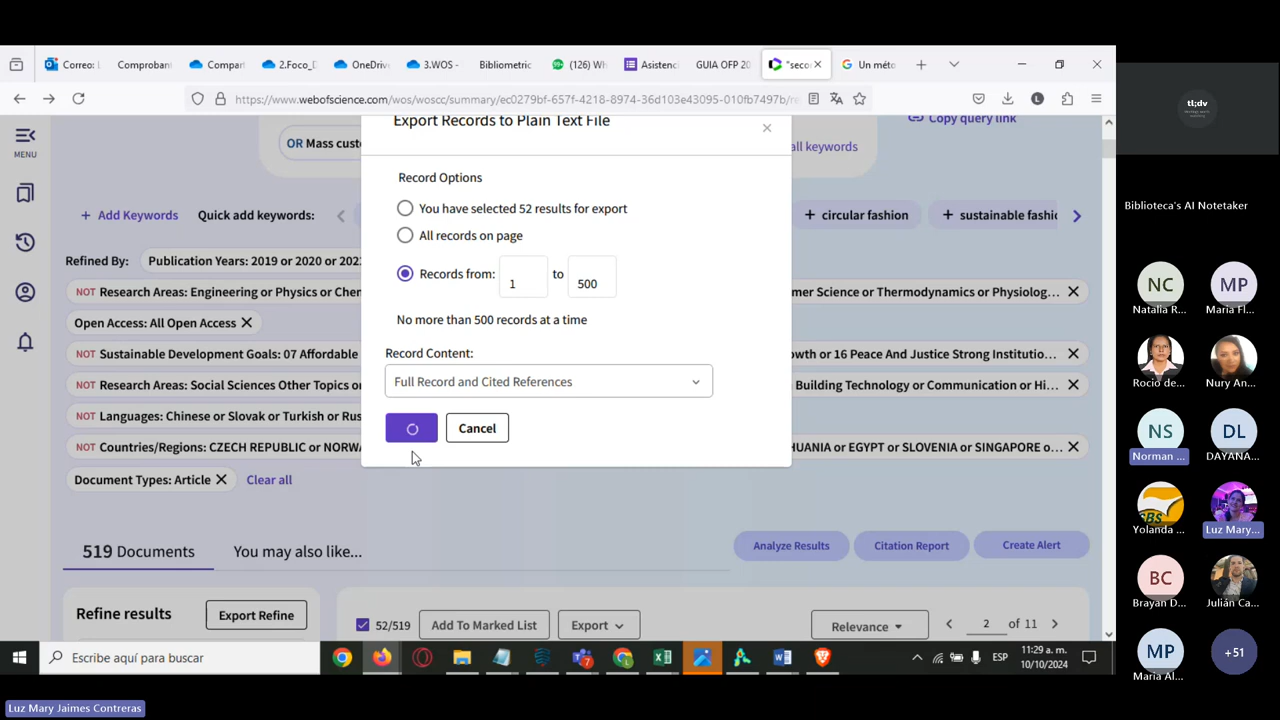 Correo: L
Comprobant
Compart
2.Foco_D
OneDrive
3.WOS -
Bibliometric
(126) Wh
Asistenc
GUIA OFP 20
"seco
Un méto
https://www.webofscience.com/wos/woscc/summary/ec0279bf-657f-4218-8974-36d103e43095-010fb7497b/re
MENU
OR Mass custo
Export Records to Plain Text File
Copy query link
all keywords
+ Add Keywords
Quick add keywords:
+ circular fashion
+ sustainable fashio
Record Options
You have selected 52 results for export
All records on page
Records from: 1 to 500
No more than 500 records at a time
Record Content:
Full Record and Cited References
Cancel
Refined By:
Publication Years: 2019 or 2020 or 202
NOT Research Areas: Engineering or Physics or Chem
mer Science or Thermodynamics or Physiolog...
Open Access: All Open Access
NOT Sustainable Development Goals: 07 Affordable
owth or 16 Peace And Justice Strong Institutio...
NOT Research Areas: Social Sciences Other Topics or
Building Technology or Communication or Hi...
NOT Languages: Chinese or Slovak or Turkish or Rus
NOT Countries/Regions: CZECH REPUBLIC or NORWA
HUANIA or EGYPT or SLOVENIA or SINGAPORE o...
Document Types: Article
Clear all
519 Documents
You may also like...
Analyze Results
Citation Report
Create Alert
Refine results
Export Refine
52/519
Add To Marked List
Export
Relevance
2 of 11
Escribe aquí para buscar
ESP
11:29 a. m.
10/10/2024
tl;dv
Biblioteca's AI Notetaker
NC
MP
Natalia R...
Maria Fl...
Rocio de...
Nury An...
NS
DL
Norman ...
DAYANA...
SBS
Yolanda ...
Luz Mary...
BC
Brayan D...
Julián Ca...
MP
+51
Maria Al...
Luz Mary Jaimes Contreras